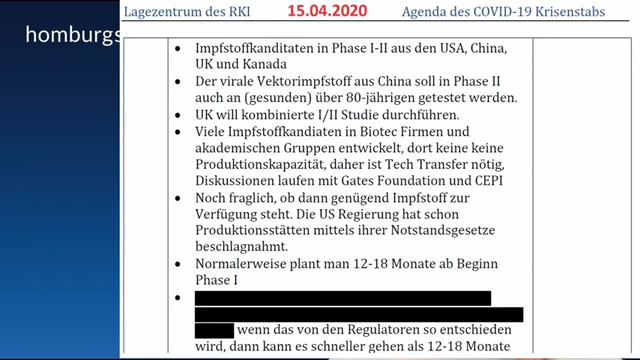 Lagezentrum des RKI 15.04.2020 Agenda des COVID-19 Krisenstabs
homburgs
• Impfstoffkanditaten in Phase I-II aus den USA, China,
UK und Kanada
• Der virale Vektorimpfstoff aus China soll in Phase II
auch an (gesunden) über 80-jährigen getestet werden.
• UK will kombinierte I/II Studie durchführen.
• Viele Impfstoffkandiaten in Biotec Firmen und
akademischen Gruppen entwickelt, dort keine keine
Produktionskapazität, daher ist Tech Transfer nötig,
Diskussionen laufen mit Gates Foundation und CEPI
• Noch fraglich, ob dann genügend Impfstoff zur
Verfügung steht. Die US Regierung hat schon
Produktionsstätten mittels ihrer Notstandsgesetze
beschlagnahmt.
• Normalerweise plant man 12-18 Monate ab Beginn
Phase I
• wenn das von den Regulatoren so entschieden
wird, dann kann es schneller gehen als 12-18 Monate